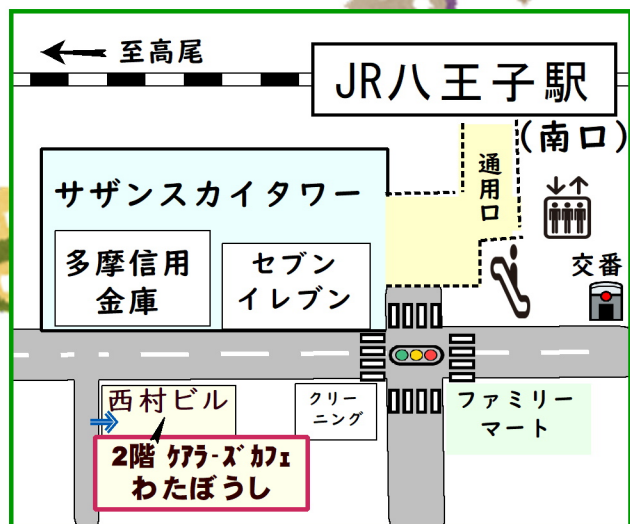 至高尾
JR八王子駅
(南口)
通用口
サザンスカイタワー
多摩信用
金庫
セブン
イレブン
交番
西村ビル
クリー
ニング
ファミリー
マート
2階 ケアラーズカフェ
わたぼうし